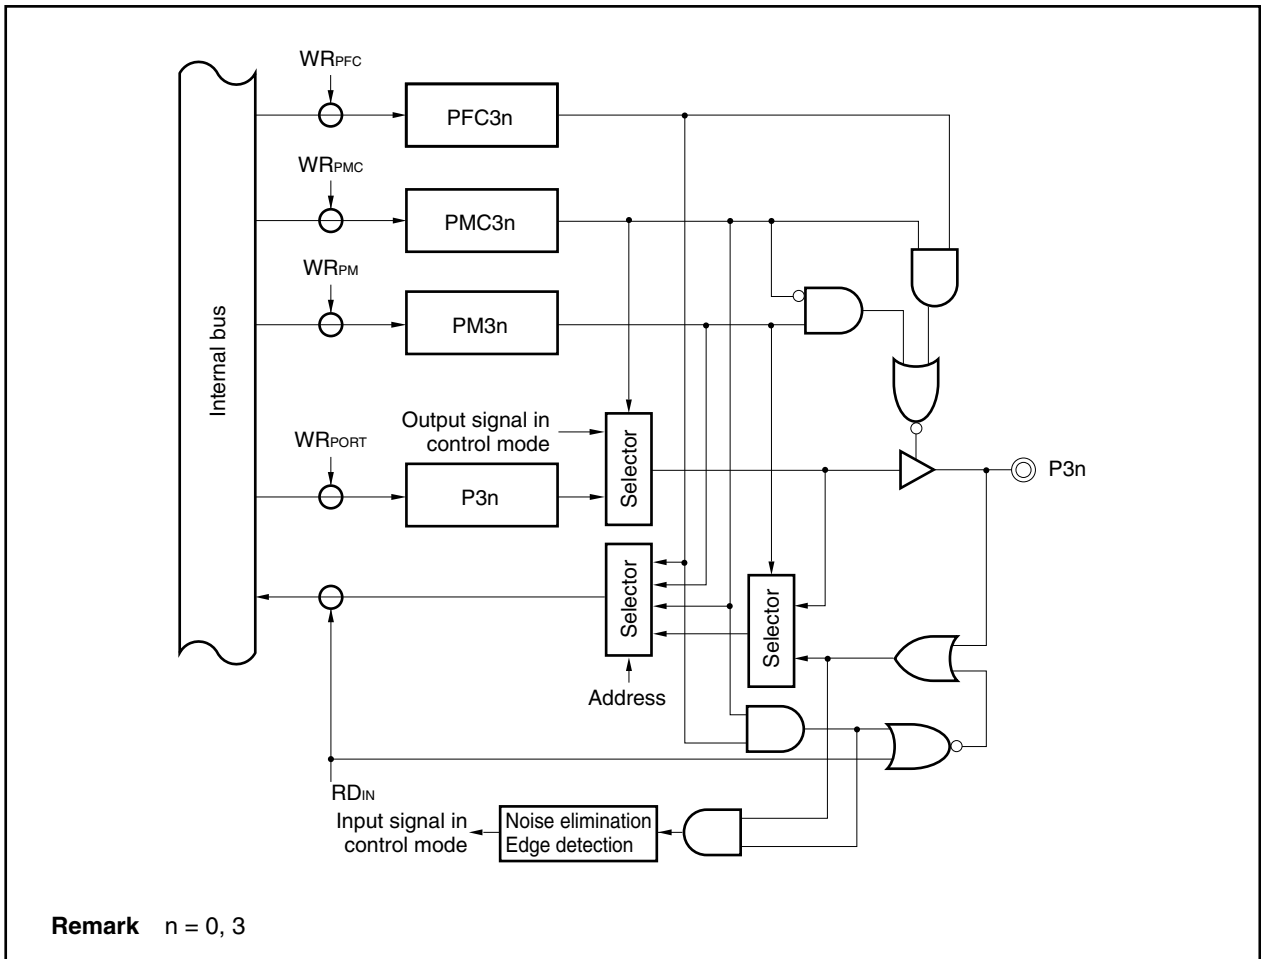 WRPFC
PFC3n
WRPMC
PMC3n
WRPM
PM3n
Internal bus
Output signal in
control mode
Selector
WRPORT
P3n
P3n
Selector
Selector
Address
RDIN
Input signal in
control mode
Noise elimination
Edge detection
Remark n = 0, 3